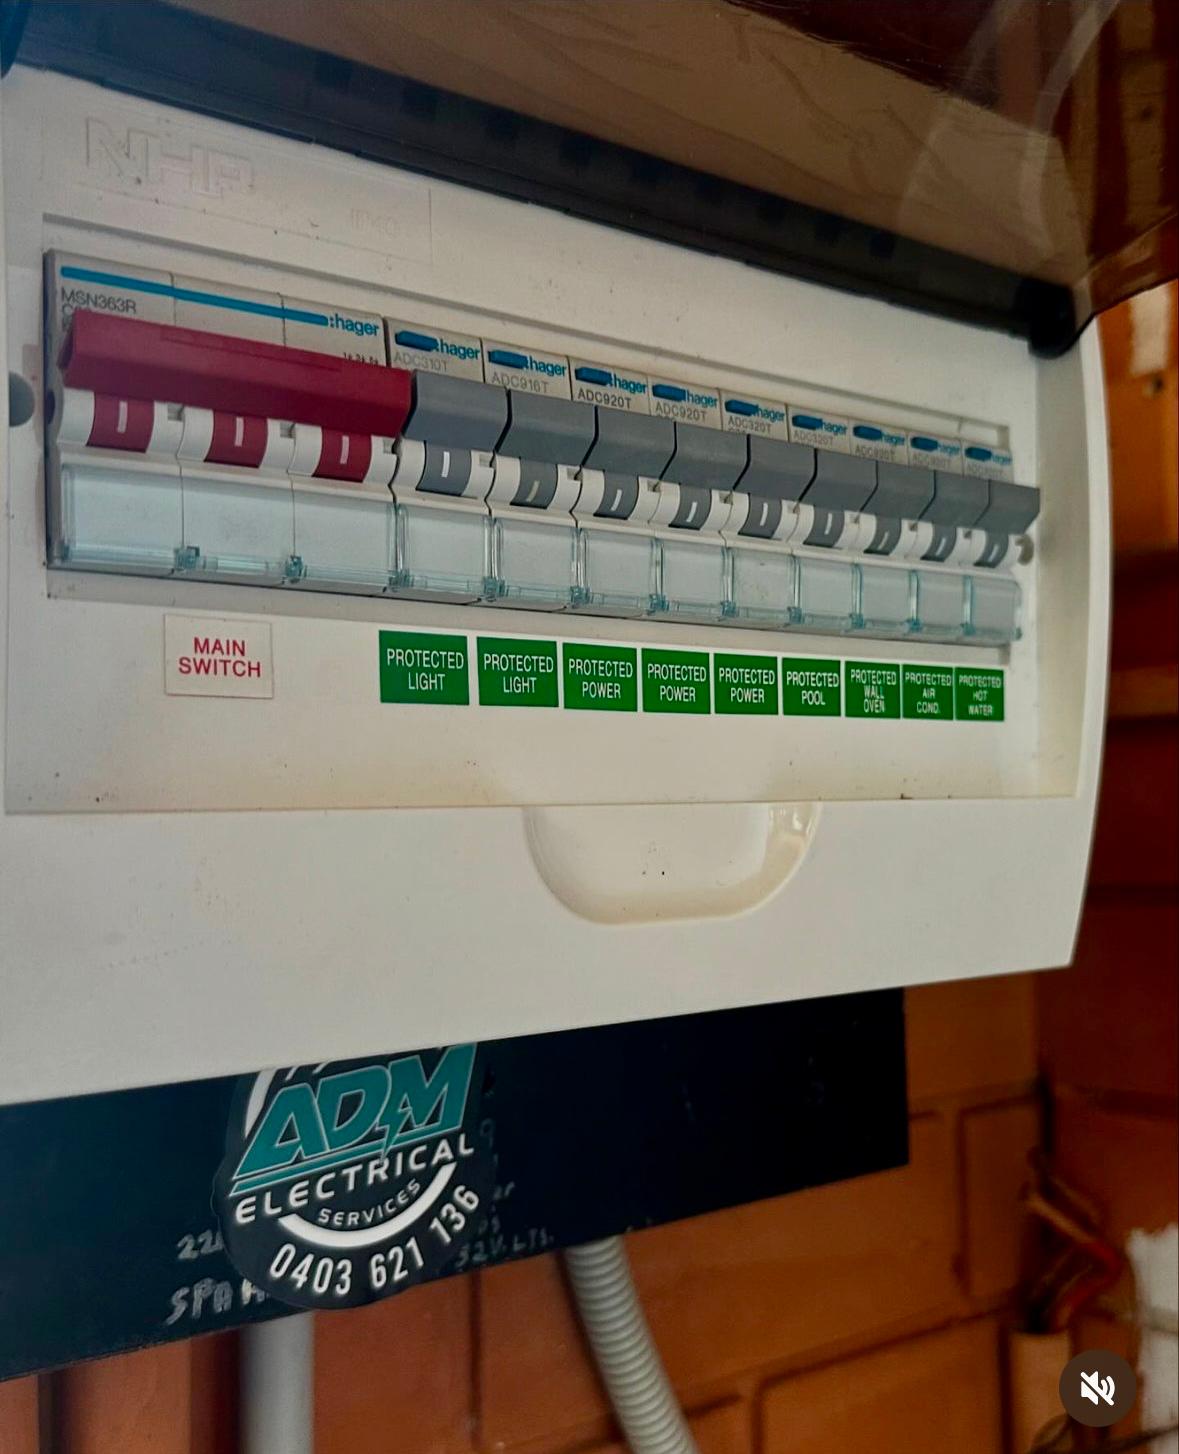 NHP
IP40
MSN363R
:hager
:hager
ADC310T
:hager
ADC916T
:hager
ADC920T
:hager
ADC920T
:hager
ADC320T
:hager
ADC320T
:hager
:hager
:hager
MAIN
SWITCH
PROTECTED
LIGHT
PROTECTED
LIGHT
PROTECTED
POWER
PROTECTED
POWER
PROTECTED
POWER
PROTECTED
POOL
PROTECTED
WALL
OVEN
PROTECTED
AIR
COND.
PROTECTED
HOT
WATER
ADM
ELECTRICAL
SERVICES
0403 621 136